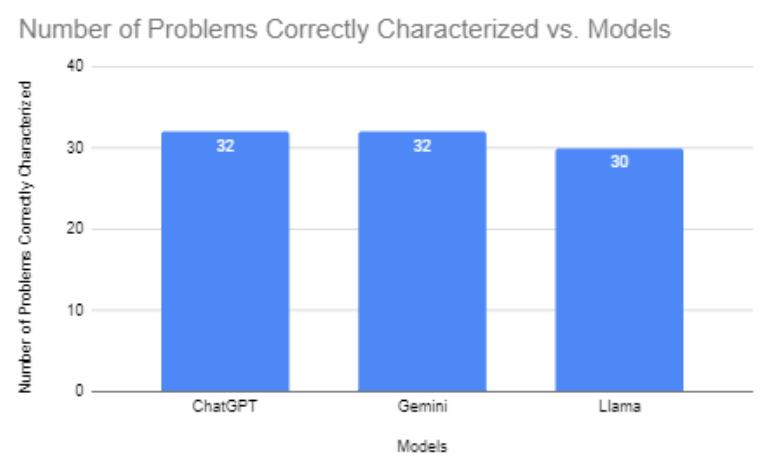 Number of Problems Correctly Characterized vs. Models
Number of Problems Correctly Characterized
40
30
20
10
0
32
32
30
ChatGPT
Gemini
Llama
Models